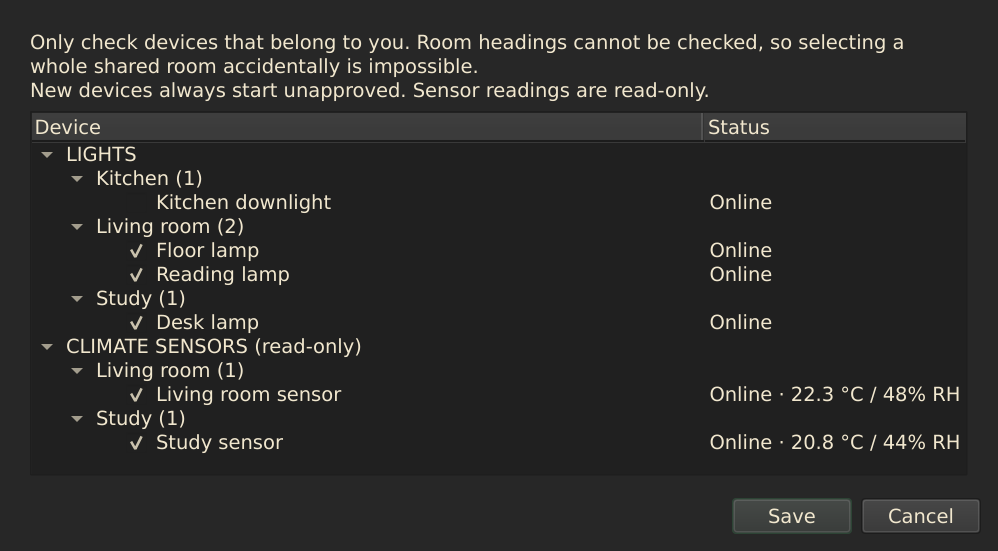 Only check devices that belong to you. Room headings cannot be checked, so selecting a
whole shared room accidentally is impossible.
New devices always start unapproved. Sensor readings are read-only.
Device Status
LIGHTS
Kitchen (1)
Kitchen downlight Online
Living room (2)
✓ Floor lamp Online
✓ Reading lamp Online
Study (1)
✓ Desk lamp Online
CLIMATE SENSORS (read-only)
Living room (1)
✓ Living room sensor Online · 22.3 °C / 48% RH
Study (1)
✓ Study sensor Online · 20.8 °C / 44% RH
Save Cancel